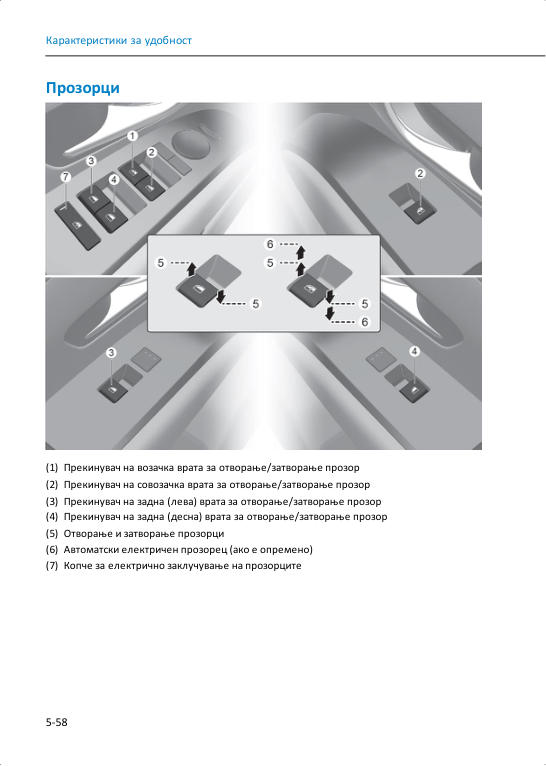 Карактеристики за удобност
Прозорци
1
2
3
4
7
2
5
5
6
5
5
6
3
4
(1) Прекинувач на возачка врата за отворање/затворање прозор
(2) Прекинувач на совозачка врата за отворање/затворање прозор
(3) Прекинувач на задна (лева) врата за отворање/затворање прозор
(4) Прекинувач на задна (десна) врата за отворање/затворање прозор
(5) Отворање и затворање прозорци
(6) Автоматски електричен прозорец (ако е опремено)
(7) Копче за електрично заклучување на прозорците
5-58